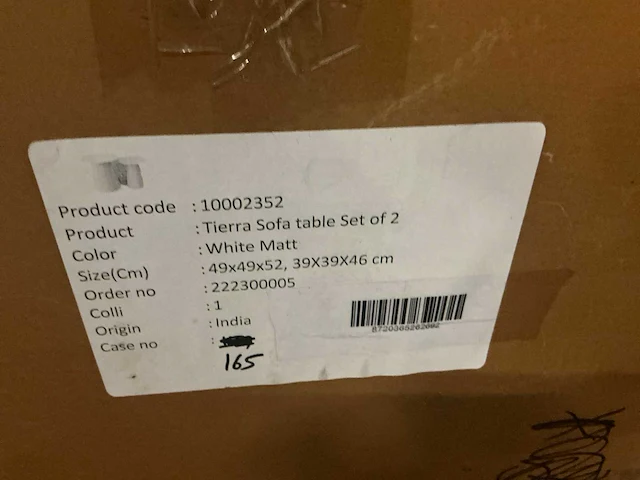 Product code : 10002352
Product : Tierra Sofa table Set of 2
Color : White Matt
Size(Cm) : 49x49x52, 39X39X46 cm
Order no : 222300005
Colli : 1
Origin : India
Case no :
165